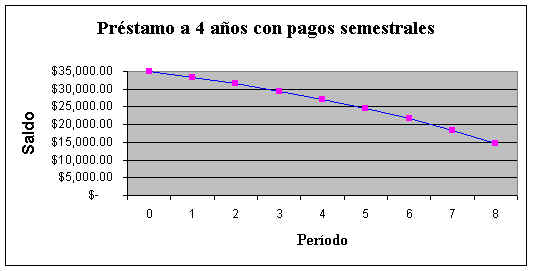 Préstamo a 4 años con pagos semestrales
$35,000.00
$30,000.00
$25,000.00
$20,000.00
$15,000.00
$10,000.00
$5,000.00
$-
Saldo
0 1 2 3 4 5 6 7 8
Período